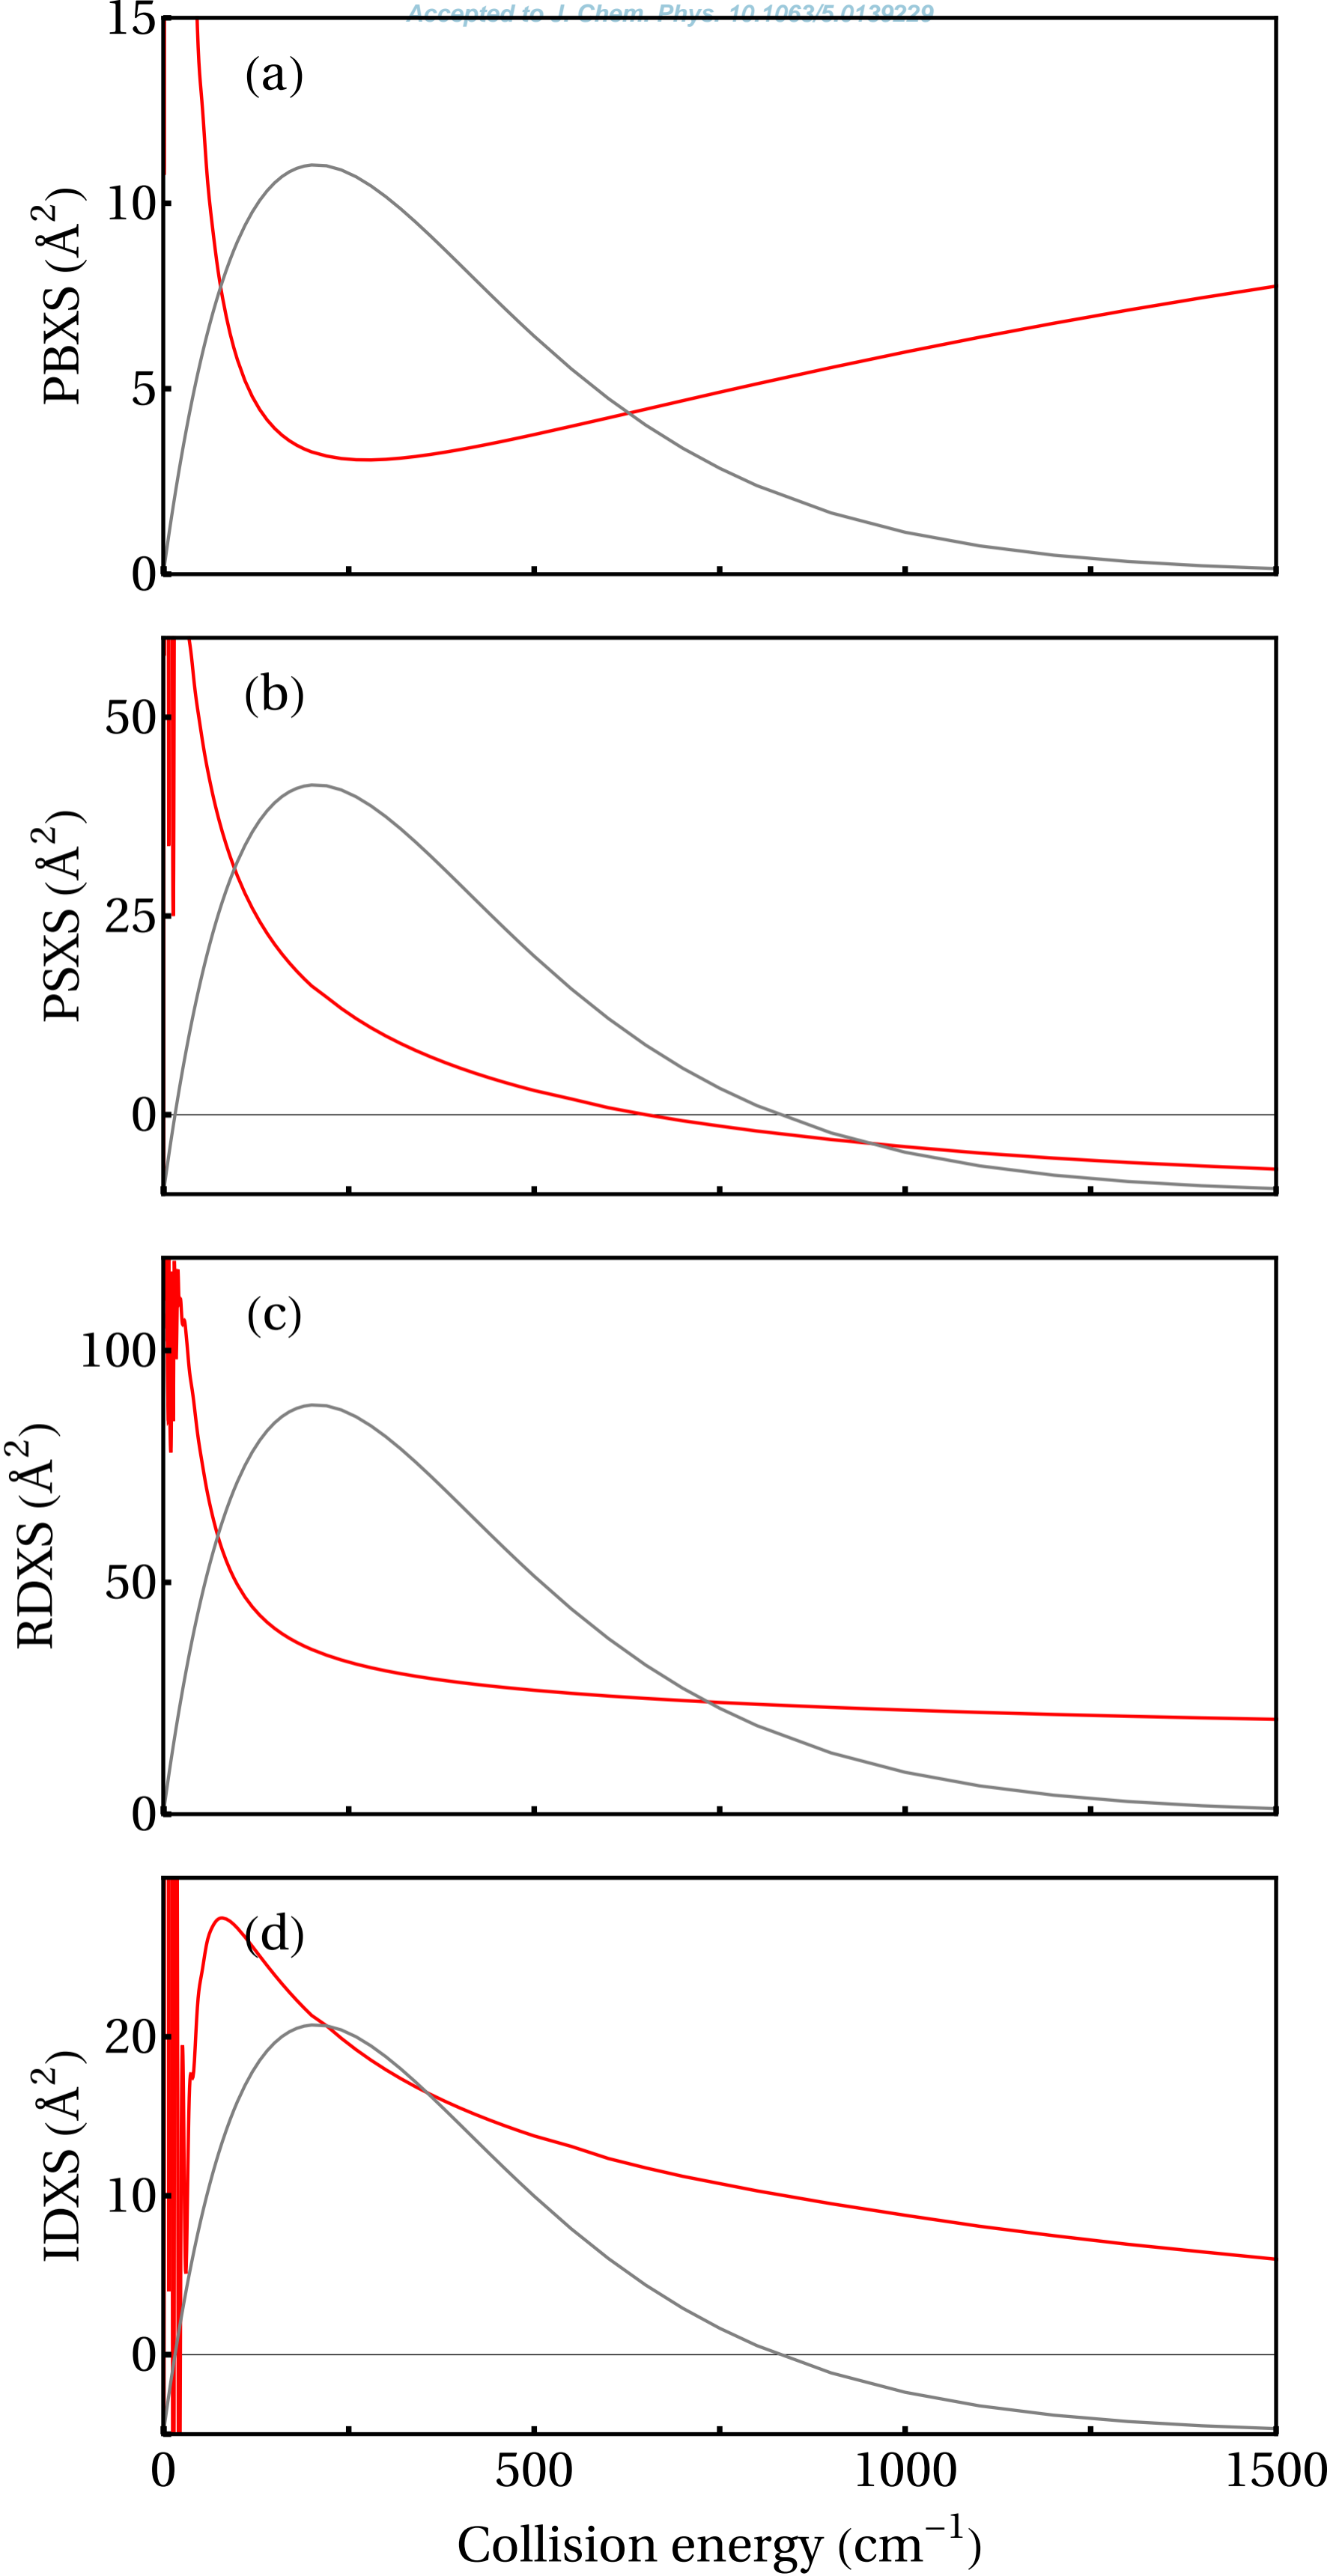 Accepted to J. Chem. Phys. 10.1063/5.0139229
15
(a)
10
PBXS (Å²)
5
0
(b)
50
PSXS (Å²)
25
0
(c)
100
RDXS (Å²)
50
0
(d)
20
IDXS (Å²)
10
0
0 500 1000 1500
Collision energy (cm⁻¹)